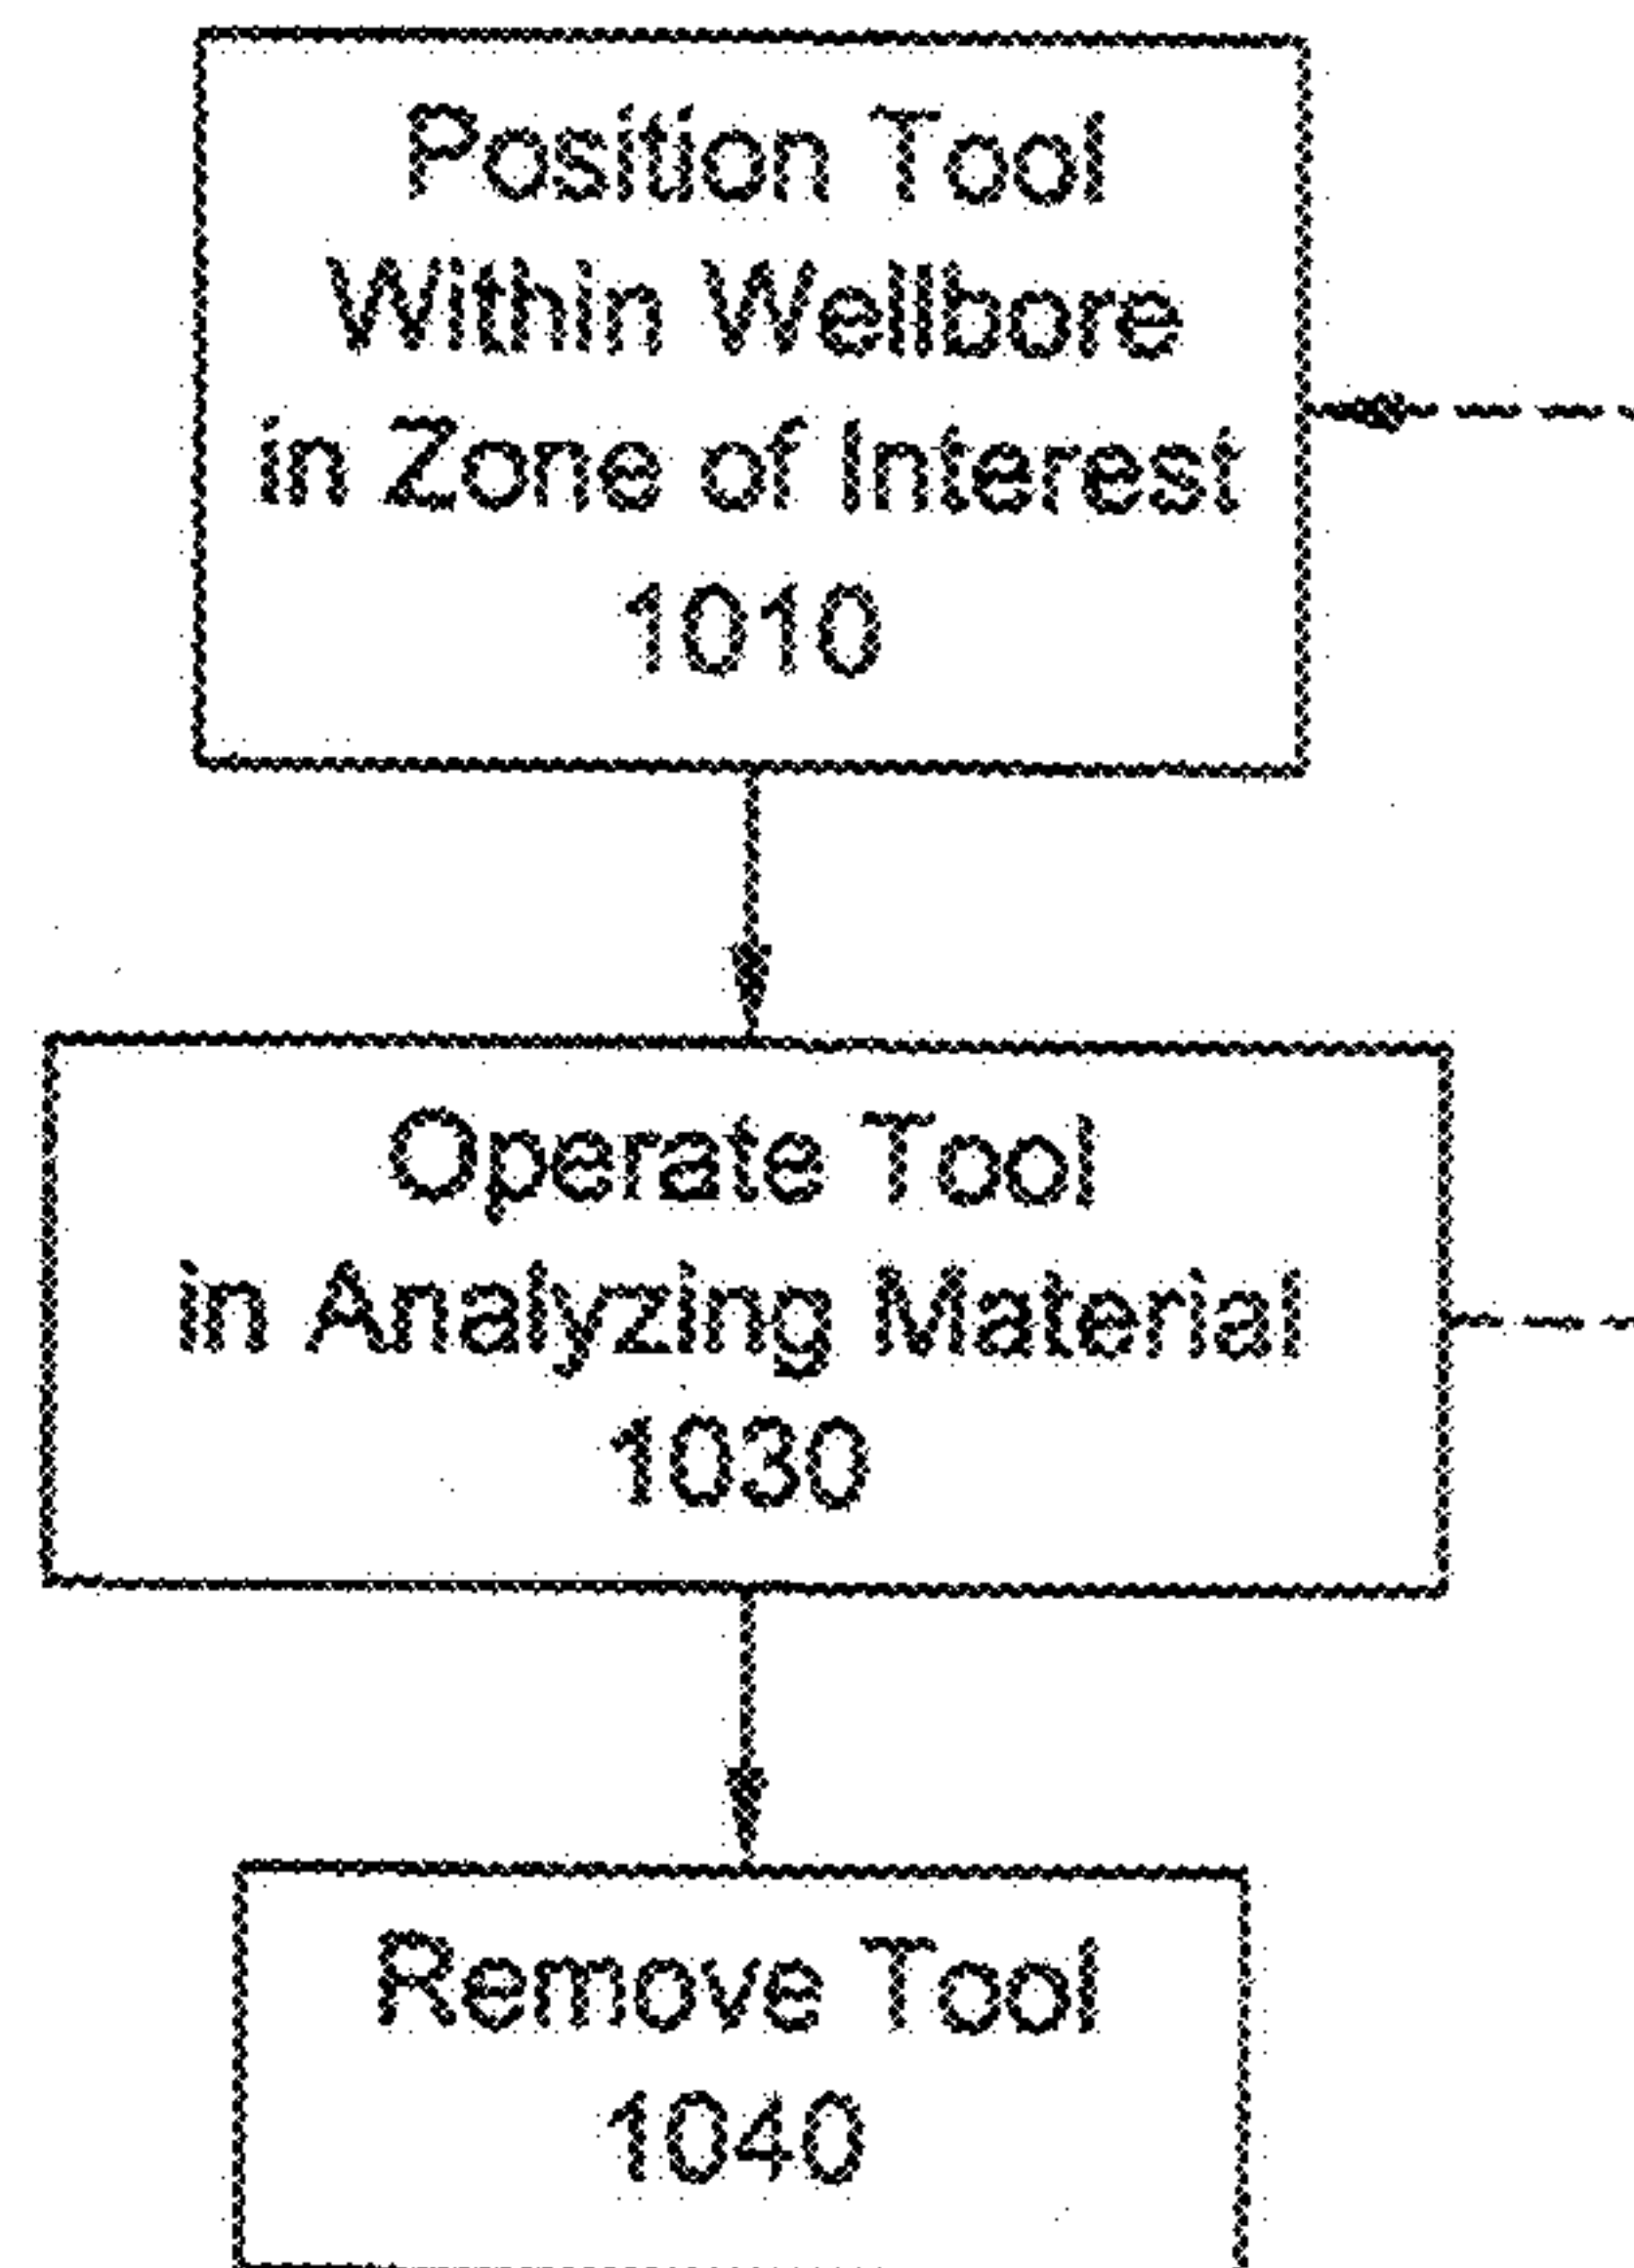 Position Tool
Within Wellbore
in Zone of Interest
1010
Operate Tool
in Analyzing Material
1030
Remove Tool
1040